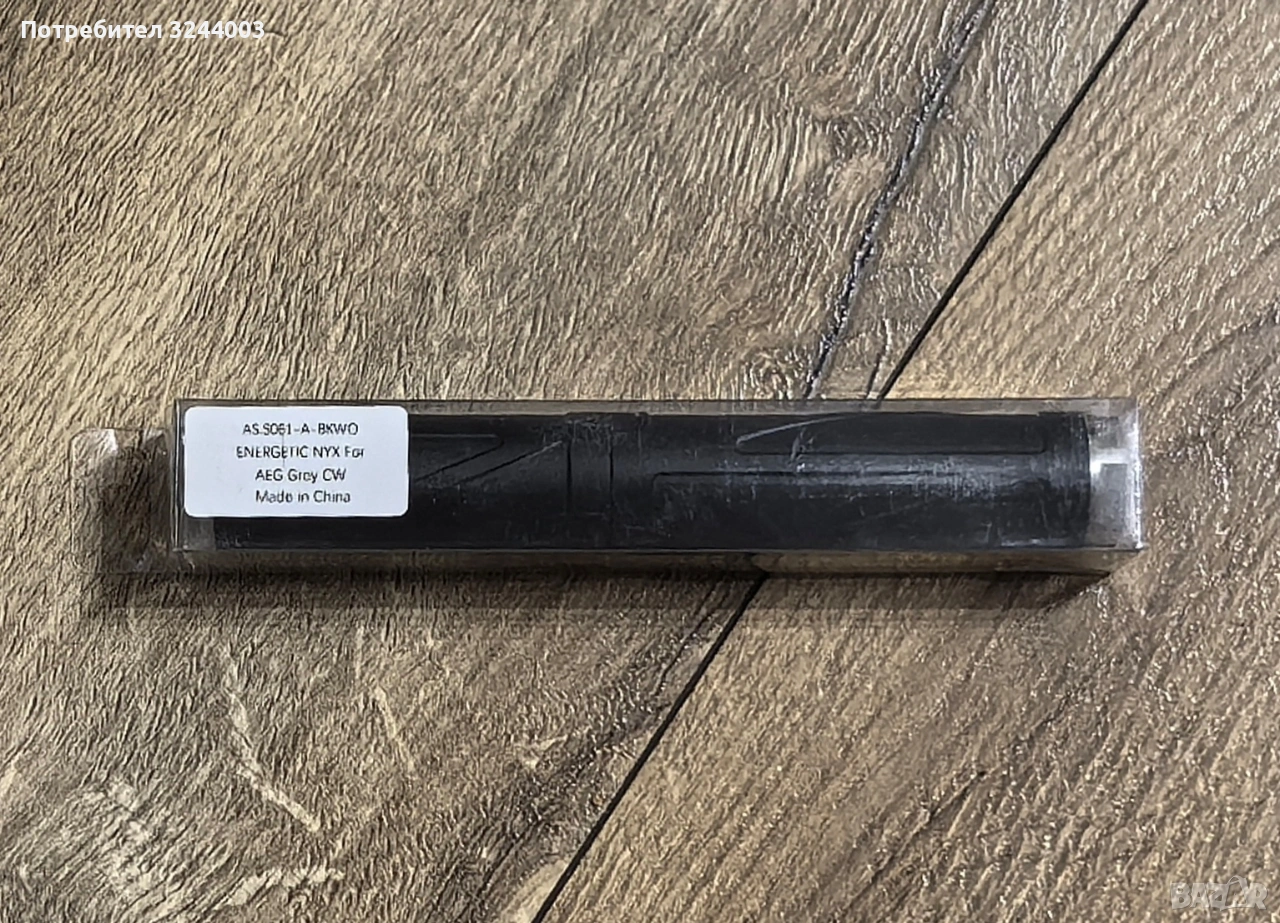 Потребител 3244003
AS.S061-A-BKWO
ENERGETIC NYX For
AEG Grey CW
Made in China